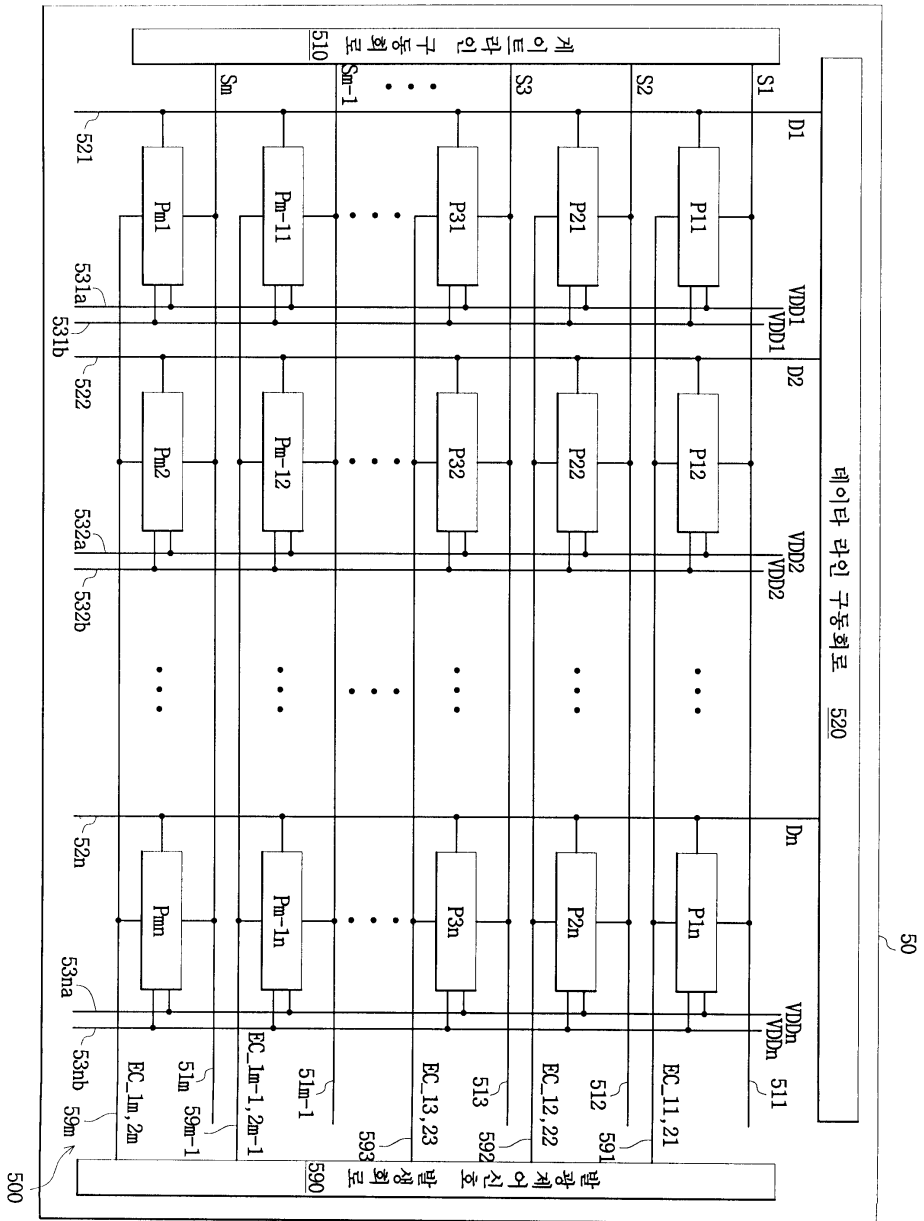 50
데이터 라인 구동회로 520
게이트라인 구동회로 510
발광제어신호 발생회로 590
D1
VDD1
VDD1
D2
VDD2
VDD2
Dn
VDDn
VDDn
S1
P11
P12
P1n
511
EC_11,21
591
S2
P21
P22
P2n
512
EC_12,22
592
S3
P31
P32
P3n
513
EC_13,23
593
Sm-1
Pm-11
Pm-12
Pm-1n
51m-1
EC_1m-1,2m-1
59m-1
Sm
Pm1
Pm2
Pmn
51m
EC_1m,2m
59m
521
531a
531b
522
532a
532b
52n
53na
53nb
500